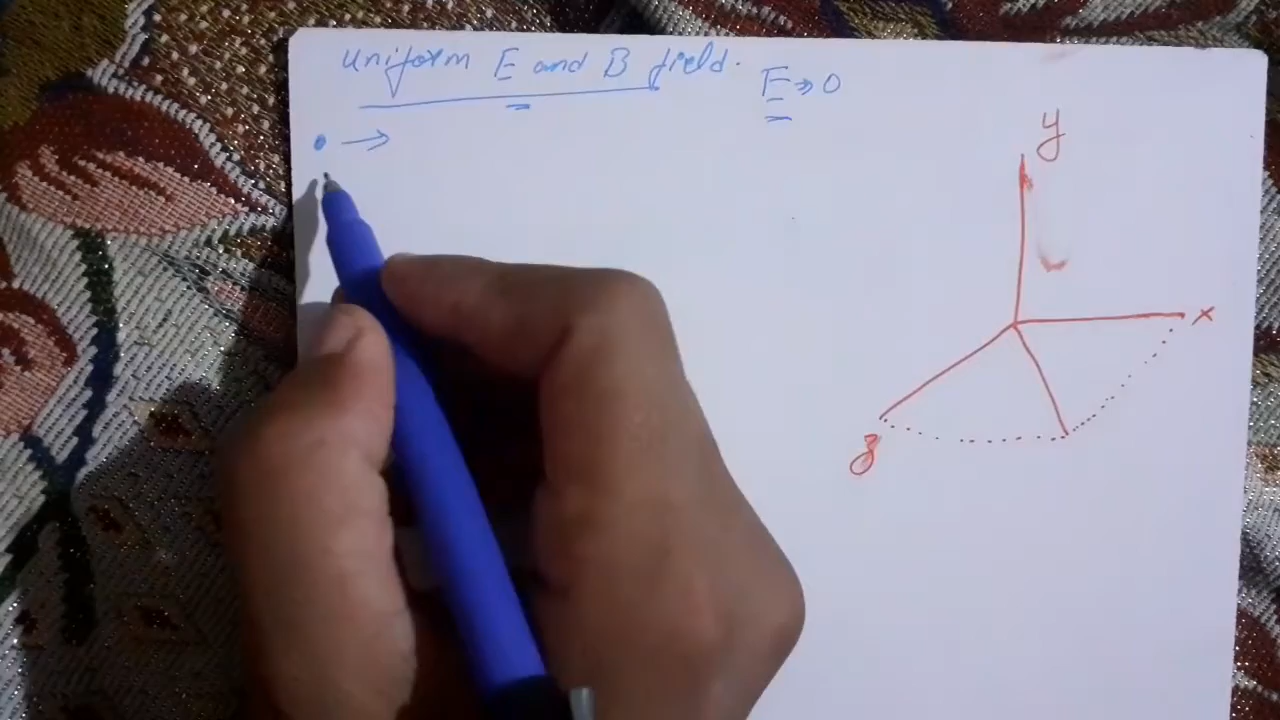 Uniform E and B field.
E => 0
• →
y
x
z